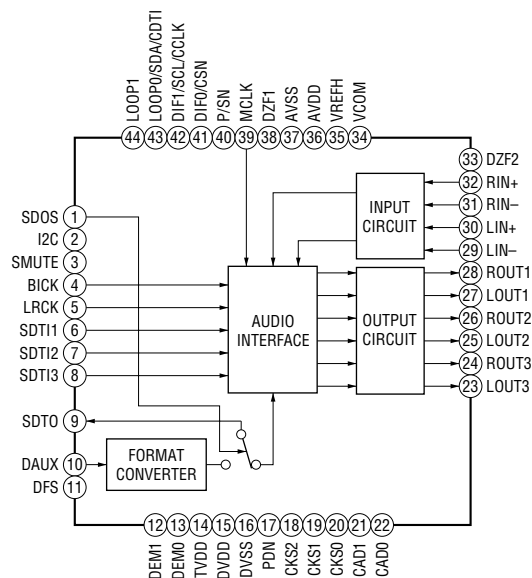 LOOP1
LOOP0/SDA/CDTI
DIF1/SCL/CCLK
DIF0/CSN
P/SN
MCLK
DZF1
AVSS
AVDD
VREFH
VCOM
44 43 42 41 40 39 38 37 36 35 34
33 DZF2
32 RIN+
31 RIN–
30 LIN+
29 LIN–
28 ROUT1
27 LOUT1
26 ROUT2
25 LOUT2
24 ROUT3
23 LOUT3
SDOS 1
I2C 2
SMUTE 3
BICK 4
LRCK 5
SDTI1 6
SDTI2 7
SDTI3 8
SDTO 9
DAUX 10
DFS 11
INPUT
CIRCUIT
AUDIO
INTERFACE
OUTPUT
CIRCUIT
FORMAT
CONVERTER
12 13 14 15 16 17 18 19 20 21 22
DEM1
DEM0
TVDD
DVDD
DVSS
PDN
CKS2
CKS1
CKS0
CAD1
CAD0